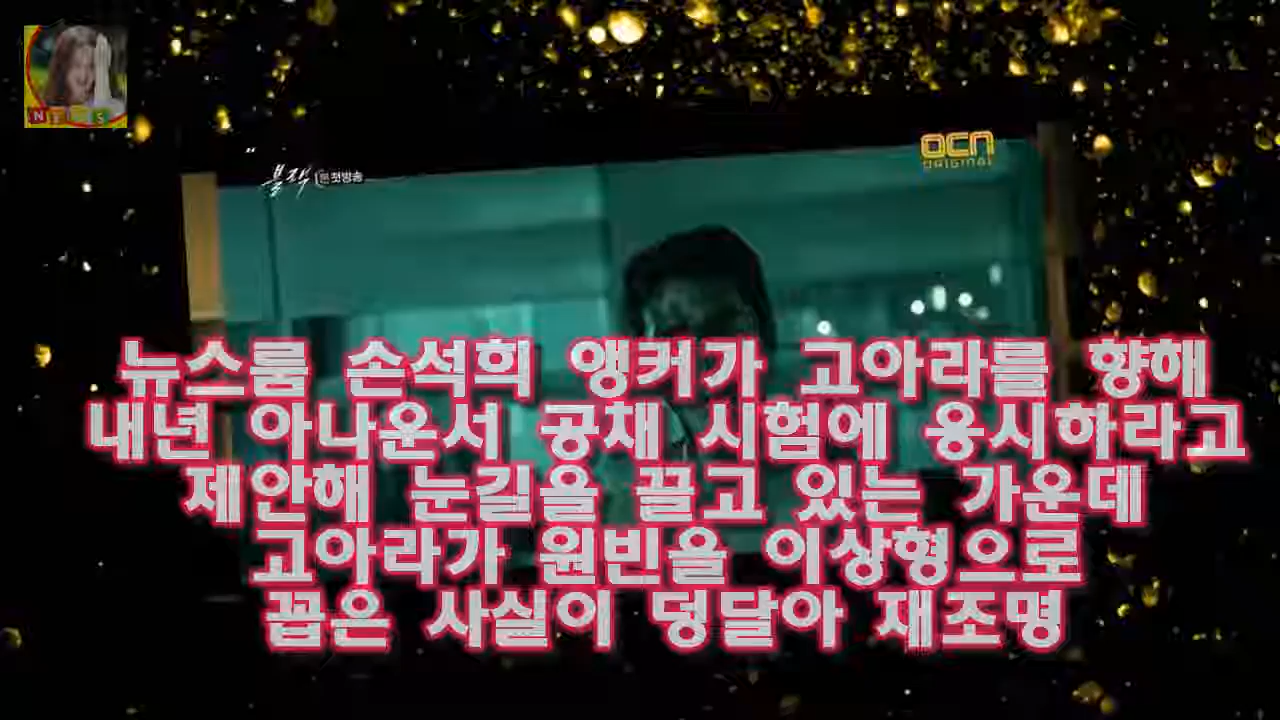 NEWS
OCN
ORIGINAL
블랙 첫방송
뉴스룸 손석희 앵커가 고아라를 향해
내년 아나운서 공채 시험에 응시하라고
제안해 눈길을 끌고 있는 가운데
고아라가 원빈을 이상형으로
꼽은 사실이 덩달아 재조명